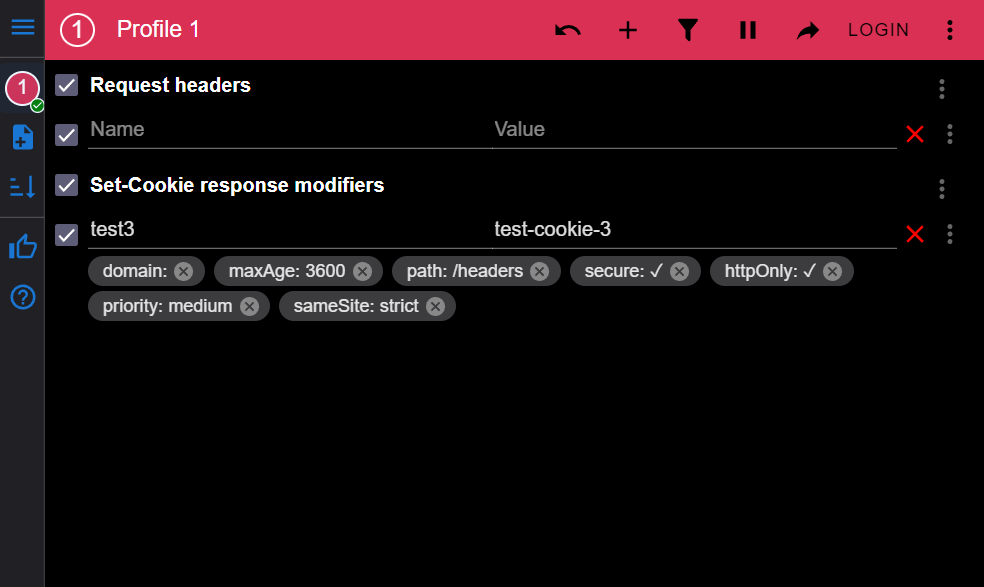 1 Profile 1 LOGIN
1
Request headers
Name Value
Set-Cookie response modifiers
test3 test-cookie-3
domain: maxAge: 3600 path: /headers secure: ✓ httpOnly: ✓
priority: medium sameSite: strict
?